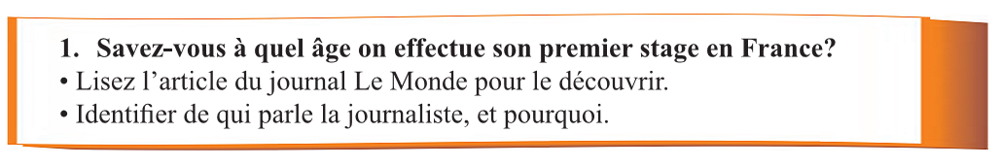 1. Savez-vous à quel âge on effectue son premier stage en France?
• Lisez l’article du journal Le Monde pour le découvrir.
• Identifier de qui parle la journaliste, et pourquoi.